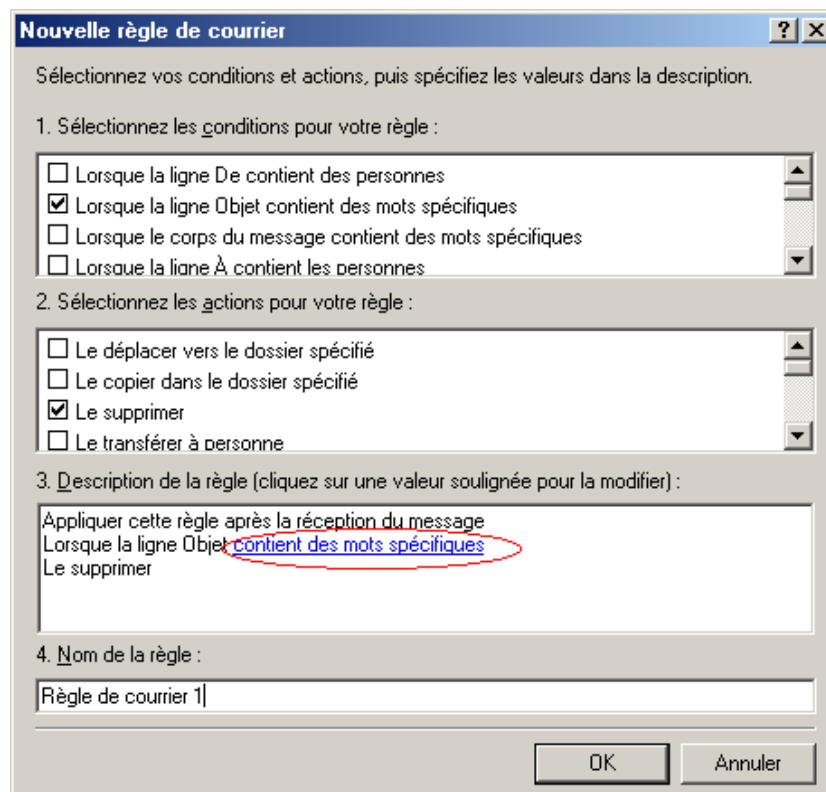 Nouvelle règle de courrier
Sélectionnez vos conditions et actions, puis spécifiez les valeurs dans la description.
1. Sélectionnez les conditions pour votre règle :
Lorsque la ligne De contient des personnes
Lorsque la ligne Objet contient des mots spécifiques
Lorsque le corps du message contient des mots spécifiques
Lorsque la ligne À contient les personnes
2. Sélectionnez les actions pour votre règle :
Le déplacer vers le dossier spécifié
Le copier dans le dossier spécifié
Le supprimer
Le transférer à personne
3. Description de la règle (cliquez sur une valeur soulignée pour la modifier) :
Appliquer cette règle après la réception du message
Lorsque la ligne Objet contient des mots spécifiques
Le supprimer
4. Nom de la règle :
Règle de courrier 1
OK Annuler